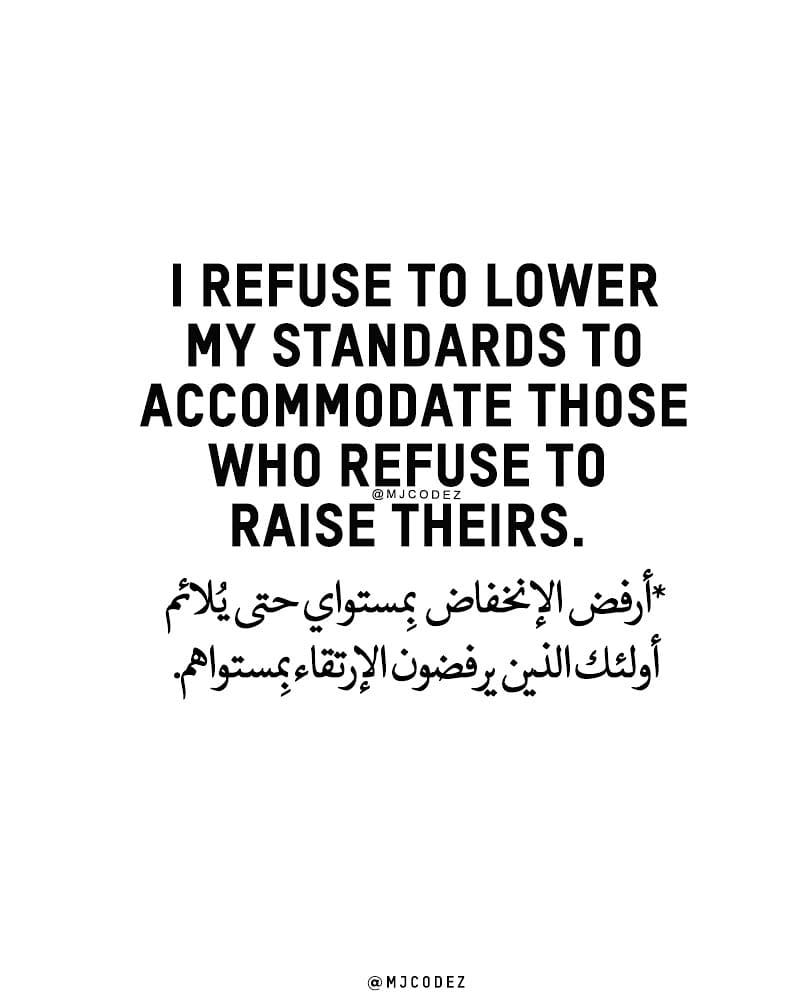 I REFUSE TO LOWER
MY STANDARDS TO
ACCOMMODATE THOSE
WHO REFUSE TO
@MJCODEZ
RAISE THEIRS.
*أرفض الإنخفاض بِمستواي حتى يُلائم
أولئك الذين يرفضون الإرتقاء بِمستواهم.
@MJCODEZ